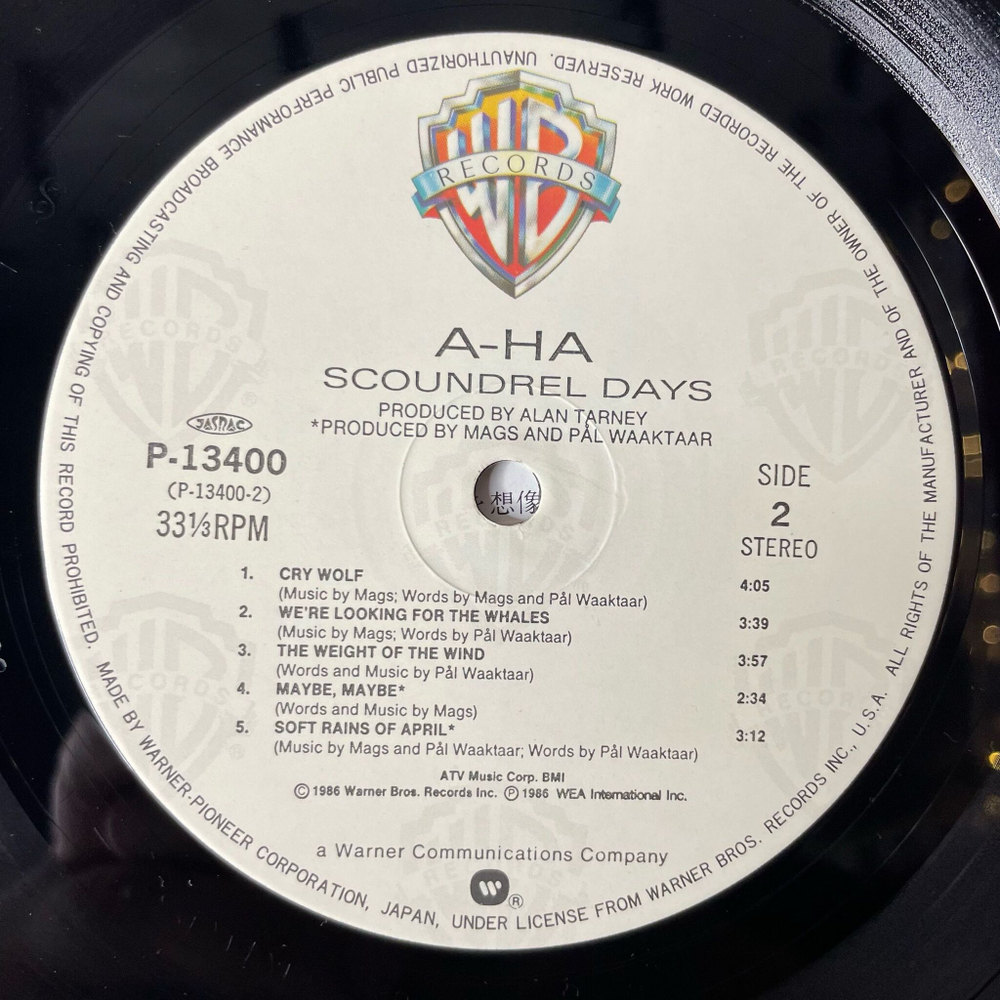 WB
RECORDS
A-HA
SCOUNDREL DAYS
PRODUCED BY ALAN TARNEY
*PRODUCED BY MAGS AND PÅL WAAKTAAR
JASRAC
P-13400
(P-13400-2)
33⅓RPM
SIDE
2
STEREO
想像
1. CRY WOLF 4:05
(Music by Mags; Words by Mags and Pål Waaktaar)
2. WE'RE LOOKING FOR THE WHALES 3:39
(Music by Mags; Words by Pål Waaktaar)
3. THE WEIGHT OF THE WIND 3:57
(Words and Music by Pål Waaktaar)
4. MAYBE, MAYBE* 2:34
(Words and Music by Mags)
5. SOFT RAINS OF APRIL* 3:12
(Music by Mags and Pål Waaktaar; Words by Pål Waaktaar)
ATV Music Corp. BMI
Ⓒ1986 Warner Bros. Records Inc. Ⓟ1986 WEA International Inc.
a Warner Communications Company
®
MADE BY WARNER-PIONEER CORPORATION, JAPAN, UNDER LICENSE FROM WARNER BROS. RECORDS INC., U.S.A. ALL RIGHTS OF THE MANUFACTURER AND OF THE OWNER OF THE RECORDED WORK RESERVED. UNAUTHORIZED PUBLIC PERFORMANCE BROADCASTING AND COPYING OF THIS RECORD PROHIBITED.